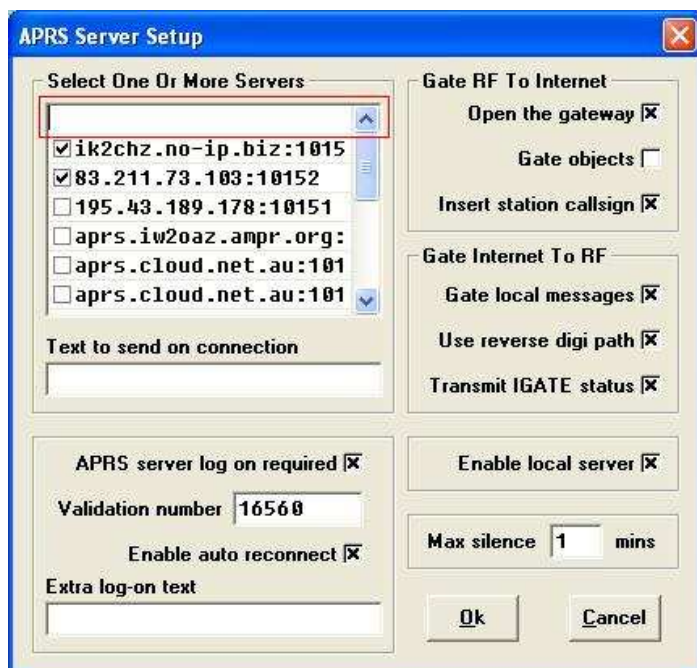 APRS Server Setup
Select One Or More Servers
ik2chz.no-ip.biz:1015
83.211.73.103:10152
195.43.189.178:10151
aprs.iw2oaz.ampr.org:
aprs.cloud.net.au:101
aprs.cloud.net.au:101
Text to send on connection
Gate RF To Internet
Open the gateway
Gate objects
Insert station callsign
Gate Internet To RF
Gate local messages
Use reverse digi path
Transmit IGATE status
APRS server log on required
Validation number 16560
Enable auto reconnect
Extra log-on text
Enable local server
Max silence 1 mins
Ok
Cancel